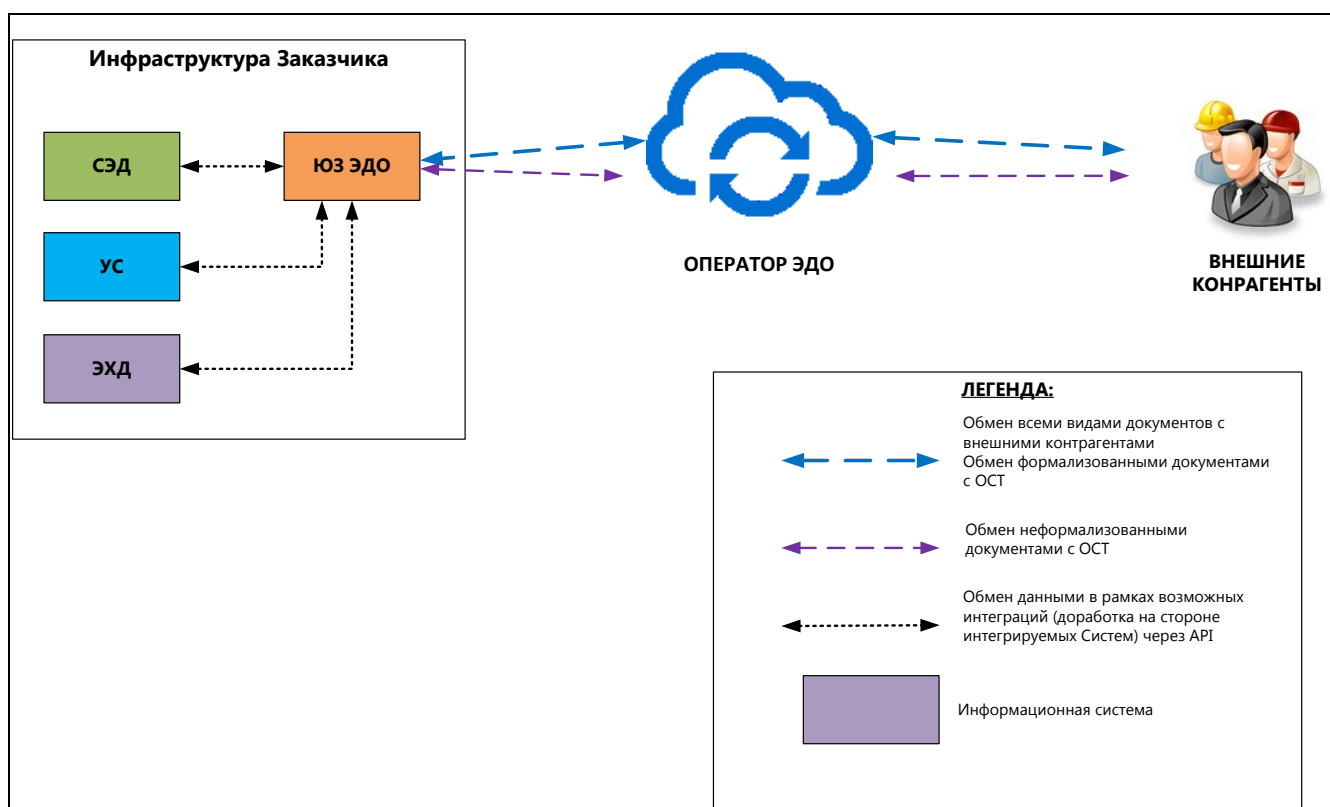 Инфраструктура Заказчика
СЭД
ЮЗ ЭДО
УС
ЭХД
ОПЕРАТОР ЭДО
ВНЕШНИЕ
КОНРАГЕНТЫ
ЛЕГЕНДА:
Обмен всеми видами документов с
внешними контрагентами
Обмен формализованными документами
с ОСТ
Обмен неформализованными
документами с ОСТ
Обмен данными в рамках возможных
интеграций (доработка на стороне
интегрируемых Систем) через API
Информационная система